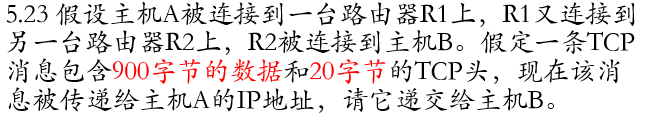 5.23 假设主机A被连接到一台路由器R1上，R1又连接到
另一台路由器R2上，R2被连接到主机B。假定一条TCP
消息包含900字节的数据和20字节的TCP头，现在该消
息被传递给主机A的IP地址，请它递交给主机B。